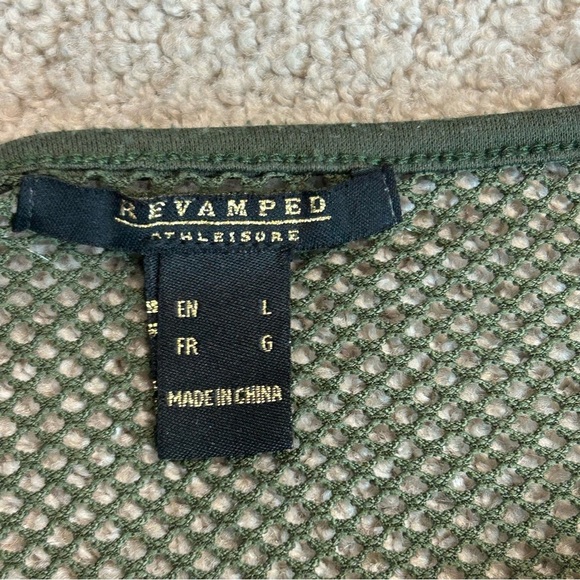 REVAMPED
ATHLEISURE
EN L
FR G
MADE IN CHINA